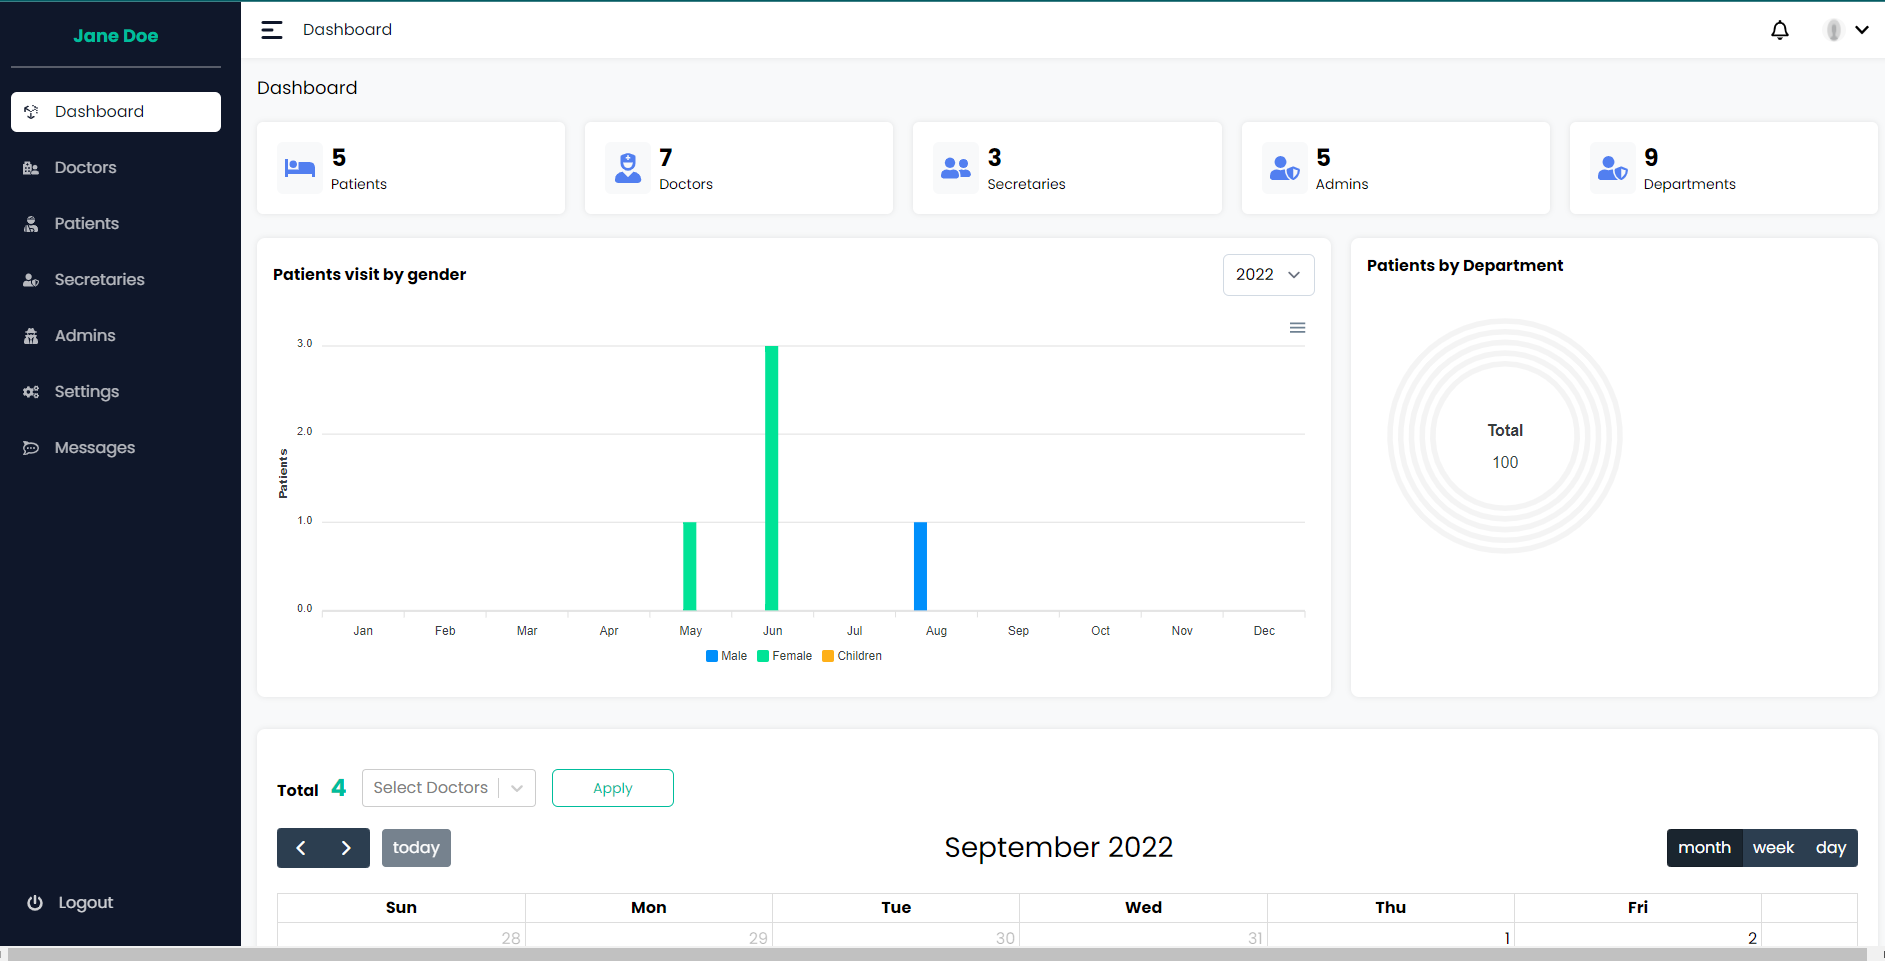 Jane Doe
Dashboard
Doctors
Patients
Secretaries
Admins
Settings
Messages
Logout
Dashboard
Dashboard
5
Patients
7
Doctors
3
Secretaries
5
Admins
9
Departments
Patients visit by gender
2022
Patients
3.0
2.0
1.0
0.0
Jan Feb Mar Apr May Jun Jul Aug Sep Oct Nov Dec
Male Female Children
Patients by Department
Total
100
Total 4 Select Doctors Apply
today September 2022 month week day
Sun Mon Tue Wed Thu Fri
28 29 30 31 1 2